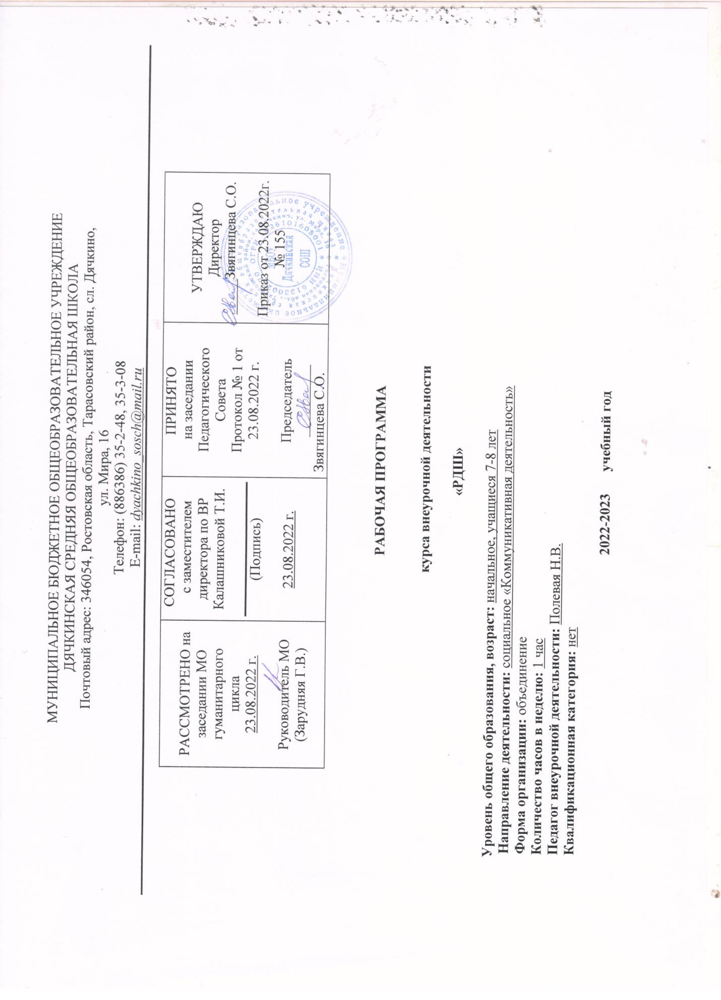 МУНИЦИПАЛЬНОЕ БЮДЖЕТНОЕ ОБЩЕОБРАЗОВАТЕЛЬНОЕ УЧРЕЖДЕНИЕ
ДЯЧКИНСКАЯ СРЕДНЯЯ ОБЩЕОБРАЗОВАТЕЛЬНАЯ ШКОЛА
Почтовый адрес: 346054, Ростовская область, Тарасовский район, сл. Дячкино,
ул. Мира, 16
Телефон: (886386) 35-2-48, 35-3-08
E-mail: dyachkino_sosch@mail.ru
РАССМОТРЕНО на
заседании МО
гуманитарного
цикла
23.08.2022 г.
Руководитель МО
(Зарудняя Г.В.)
СОГЛАСОВАНО
с заместителем
директора по ВР
Калашниковой Т.И.
(Подпись)
23.08.2022 г.
ПРИНЯТО
на заседании
Педагогического
Совета
Протокол № 1 от
23.08.2022 г.
Председатель
Звягинцева С.О.
УТВЕРЖДАЮ
Директор
Звягинцева С.О.
Приказ от 23.08.2022г.
№ 155
МБОУ
Дячкинская
СОШ
РАБОЧАЯ ПРОГРАММА
курса внеурочной деятельности
«РДШ»
Уровень общего образования, возраст: начальное, учащиеся 7-8 лет
Направление деятельности: социальное «Коммуникативная деятельность»
Форма организации: объединение
Количество часов в неделю: 1 час
Педагог внеурочной деятельности: Полевая Н.В.
Квалификационная категория: нет
2022-2023 учебный год